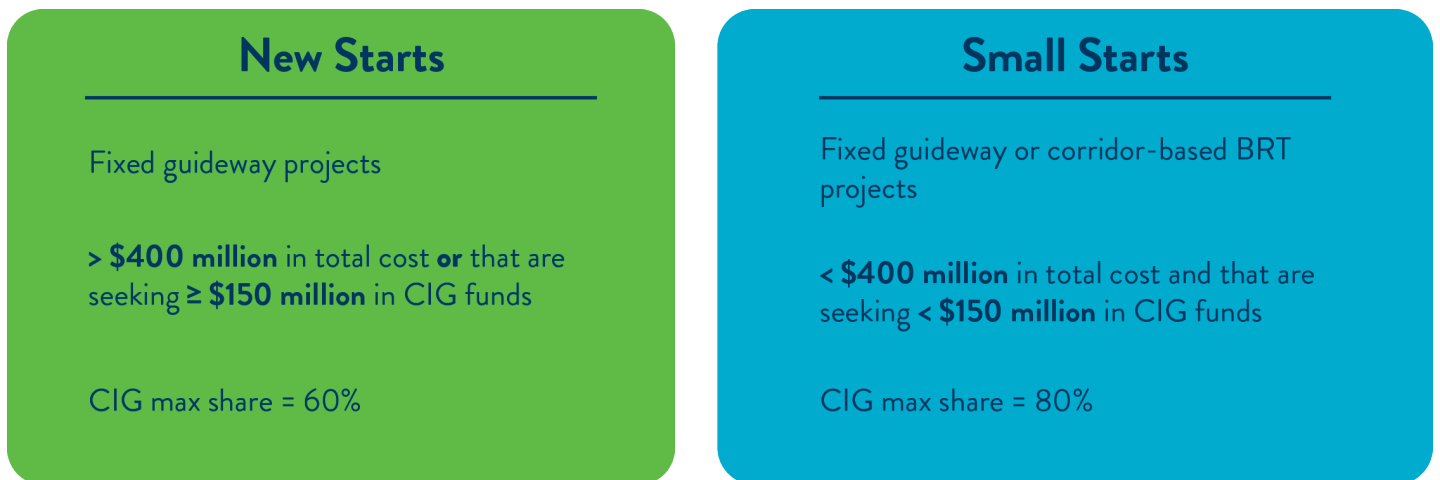 New Starts
Fixed guideway projects
> $400 million in total cost or that are
seeking ≥ $150 million in CIG funds
CIG max share = 60%
Small Starts
Fixed guideway or corridor-based BRT
projects
< $400 million in total cost and that are
seeking < $150 million in CIG funds
CIG max share = 80%